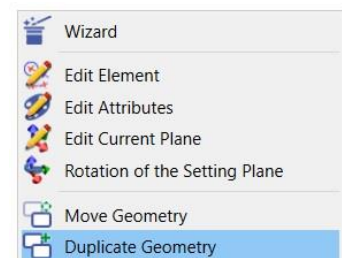 Wizard
Edit Element
Edit Attributes
Edit Current Plane
Rotation of the Setting Plane
Move Geometry
Duplicate Geometry